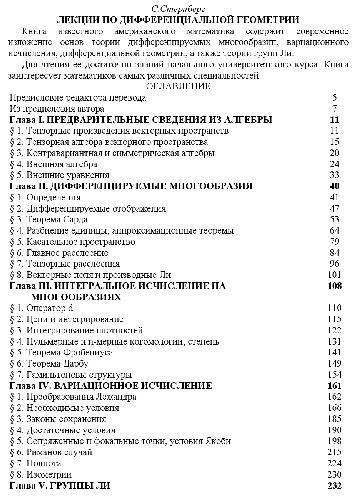 С.Стернберг
ЛЕКЦИИ ПО ДИФФЕРЕНЦИАЛЬНОЙ ГЕОМЕТРИИ
Книга известного американского математика содержит современное
изложение основ теории дифференцируемых многообразий, вариационного
исчисления, дифференциальной геометрии, а также теории групп Ли.
Для чтения ее достаточно знаний начального университетского курса. Книга
заинтересует математиков самых различных специальностей.
ОГЛАВЛЕНИЕ
Предисловие редактора перевода 5
Из предисловия автора 7
Глава I. ПРЕДВАРИТЕЛЬНЫЕ СВЕДЕНИЯ ИЗ АЛГЕБРЫ 11
§ 1. Тензорные произведения векторных пространств 11
§ 2. Тензорная алгебра векторного пространства 15
§ 3. Контравариантная и симметрическая алгебры 20
§ 4. Внешняя алгебра 24
§ 5. Внешние уравнения 33
Глава II. ДИФФЕРЕНЦИРУЕМЫЕ МНОГООБРАЗИЯ 40
§ 1. Определения 41
§ 2. Дифференцируемые отображения 47
§ 3. Теорема Сарда 53
§ 4. Разбиение единицы, аппроксимационные теоремы 64
§ 5. Касательное пространство 79
§ 6. Главное расслоение 84
§ 7. Тензорные расслоения 96
§ 8. Векторные поля и производные Ли 101
Глава III. ИНТЕГРАЛЬНОЕ ИСЧИСЛЕНИЕ НА 108
МНОГООБРАЗИЯХ
§ 1. Оператор d 110
§ 2. Цепи и интегрирование 115
§ 3. Интегрирование плотностей 122
§ 4. Нульмерные и n-мерные когомологии, степень 131
§ 5. Теорема Фробениуса 141
§ 6. Теорема Дарбу 149
§ 7. Гамильтоновы структуры 154
Глава IV. ВАРИАЦИОННОЕ ИСЧИСЛЕНИЕ 161
§ 1. Преобразования Лежандра 162
§ 2. Необходимые условия 166
§ 3. Законы сохранения 185
§ 4. Достаточные условия 190
§ 5. Сопряженные и фокальные точки, условия Якоби 198
§ 6. Риманов случай 215
§ 7. Полнота 224
§ 8. Изометрии 230
Глава V. ГРУППЫ ЛИ 232